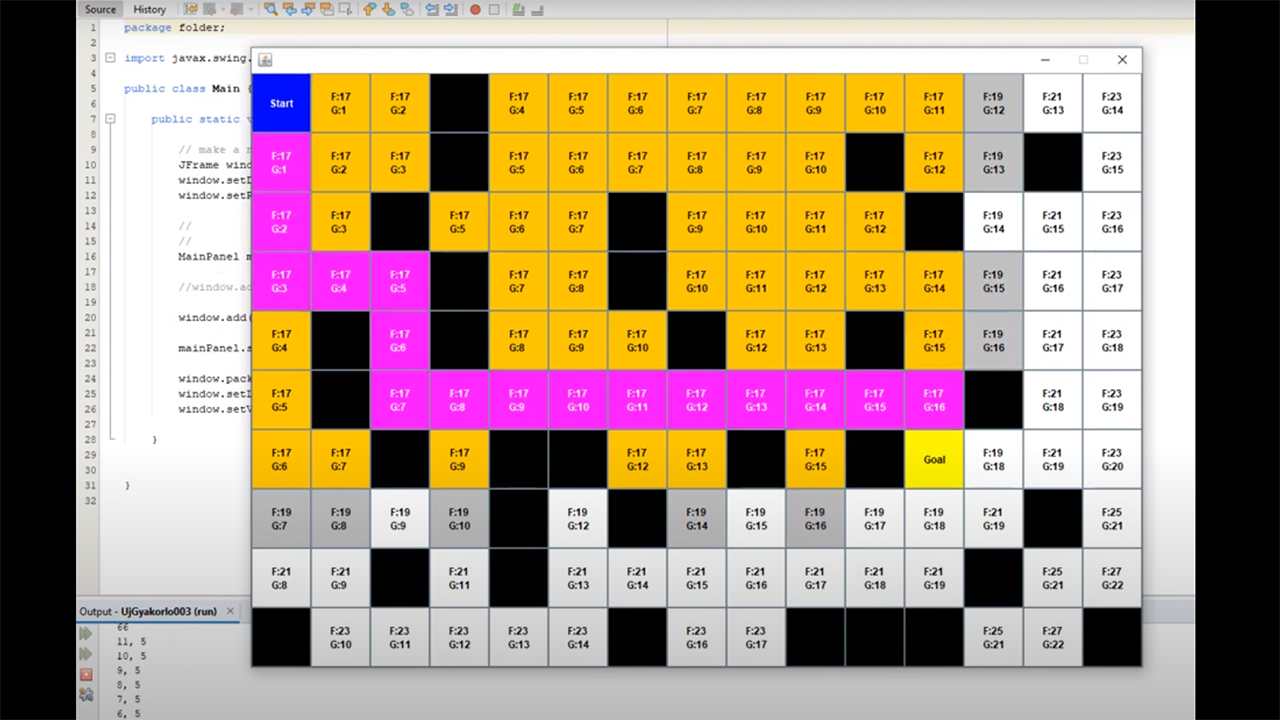 Source History
1 package folder;
2
3 import javax.swing.
4
5 public class Main {
6
7 public static v
8
9 // make a n
10 JFrame wind
11 window.setD
12 window.setR
13
14 //
15 //
16 MainPanel m
17
18 //window.ad
19
20 window.add(
21
22 mainPanel.s
23
24 window.pack
25 window.setL
26 window.setV
27
28 }
29
30
31 }
32
Start F:17 F:17 F:17 F:17 F:17 F:17 F:17 F:17 F:17 F:17 F:19 F:21 F:23
G:1 G:2 G:4 G:5 G:6 G:7 G:8 G:9 G:10 G:11 G:12 G:13 G:14
F:17 F:17 F:17 F:17 F:17 F:17 F:17 F:17 F:17 F:17 F:19 F:23
G:1 G:2 G:3 G:5 G:6 G:7 G:8 G:9 G:10 G:12 G:13 G:15
F:17 F:17 F:17 F:17 F:17 F:17 F:17 F:17 F:17 F:19 F:21 F:23
G:2 G:3 G:5 G:6 G:7 G:9 G:10 G:11 G:12 G:14 G:15 G:16
F:17 F:17 F:17 F:17 F:17 F:17 F:17 F:17 F:17 F:17 F:19 F:21 F:23
G:3 G:4 G:5 G:7 G:8 G:10 G:11 G:12 G:13 G:14 G:15 G:16 G:17
F:17 F:17 F:17 F:17 F:17 F:17 F:17 F:17 F:19 F:21 F:23
G:4 G:6 G:8 G:9 G:10 G:12 G:13 G:15 G:16 G:17 G:18
F:17 F:17 F:17 F:17 F:17 F:17 F:17 F:17 F:17 F:17 F:17 F:21 F:23
G:5 G:7 G:8 G:9 G:10 G:11 G:12 G:13 G:14 G:15 G:16 G:18 G:19
F:17 F:17 F:17 F:17 F:17 F:17 Goal F:19 F:21 F:23
G:6 G:7 G:9 G:12 G:13 G:15 G:18 G:19 G:20
F:19 F:19 F:19 F:19 F:19 F:19 F:19 F:19 F:19 F:19 F:21 F:25
G:7 G:8 G:9 G:10 G:12 G:14 G:15 G:16 G:17 G:18 G:19 G:21
F:21 F:21 F:21 F:21 F:21 F:21 F:21 F:21 F:21 F:21 F:25 F:27
G:8 G:9 G:11 G:13 G:14 G:15 G:16 G:17 G:18 G:19 G:21 G:22
F:23 F:23 F:23 F:23 F:23 F:23 F:23 F:25 F:27
G:10 G:11 G:12 G:13 G:14 G:16 G:17 G:21 G:22
Output - UjGyakorlo003 (run)
66
11, 5
10, 5
9, 5
8, 5
7, 5
6, 5